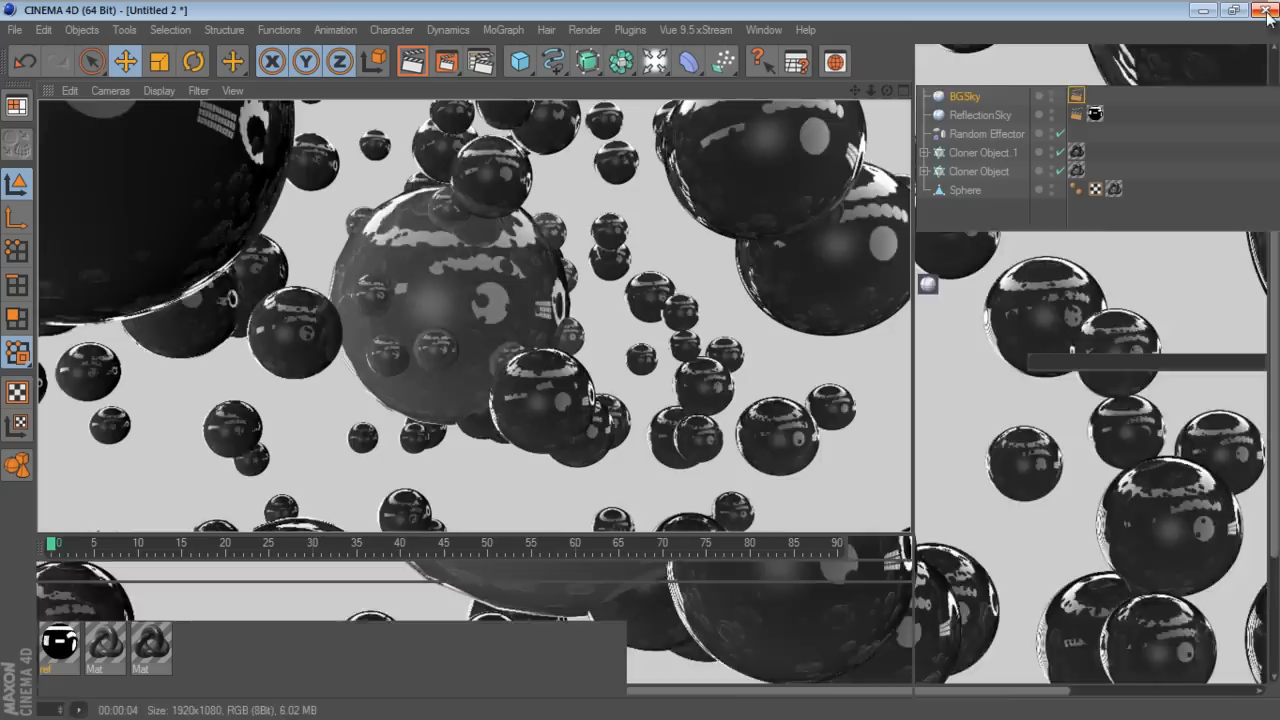 CINEMA 4D (64 Bit) - [Untitled 2 *]
File Edit Objects Tools Selection Structure Functions Animation Character Dynamics MoGraph Hair Render Plugins Vue 9.5 xStream Window Help
X Y Z
Edit Cameras Display Filter View
BGSky
ReflectionSky
Random Effector
Cloner Object.1
Cloner Object
Sphere
0 5 10 15 20 25 30 35 40 45 50 55 60 65 70 75 80 85 90
ref Mat Mat
MAXON
CINEMA 4D
00:00:04 Size: 1920x1080, RGB (8Bit), 6.02 MB